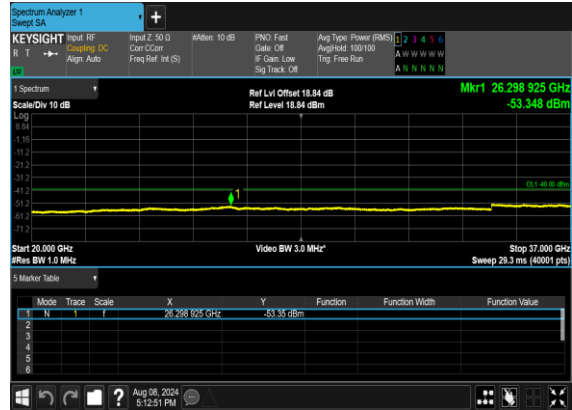 Spectrum Analyzer 1
Swept SA
+
KEYSIGHT Input: RF Input Z: 50 Ω #Atten: 10 dB PNO: Fast Avg Type: Power (RMS) 1 2 3 4 5 6
R T Coupling: DC Corr CCorr Gate: Off Avg|Hold: 100/100 A W W W W W
Align: Auto Freq Ref: Int (S) IF Gain: Low Trig: Free Run
Sig Track: Off A N N N N N
1 Spectrum Ref Lvl Offset 18.84 dB Mkr1 26.298 925 GHz
Scale/Div 10 dB Ref Level 18.84 dBm -53.348 dBm
Log
8.84
-1.16
-11.2
-21.2
-31.2
DL1 -40.00 dBm
-41.2
1
-51.2
-61.2
-71.2
Start 20.000 GHz Video BW 3.0 MHz* Stop 37.000 GHz
#Res BW 1.0 MHz Sweep 29.3 ms (40001 pts)
5 Marker Table
Mode Trace Scale X Y Function Function Width Function Value
1 N 1 f 26.298 925 GHz -53.35 dBm
2
3
4
5
6
? Aug 08, 2024
5:12:51 PM